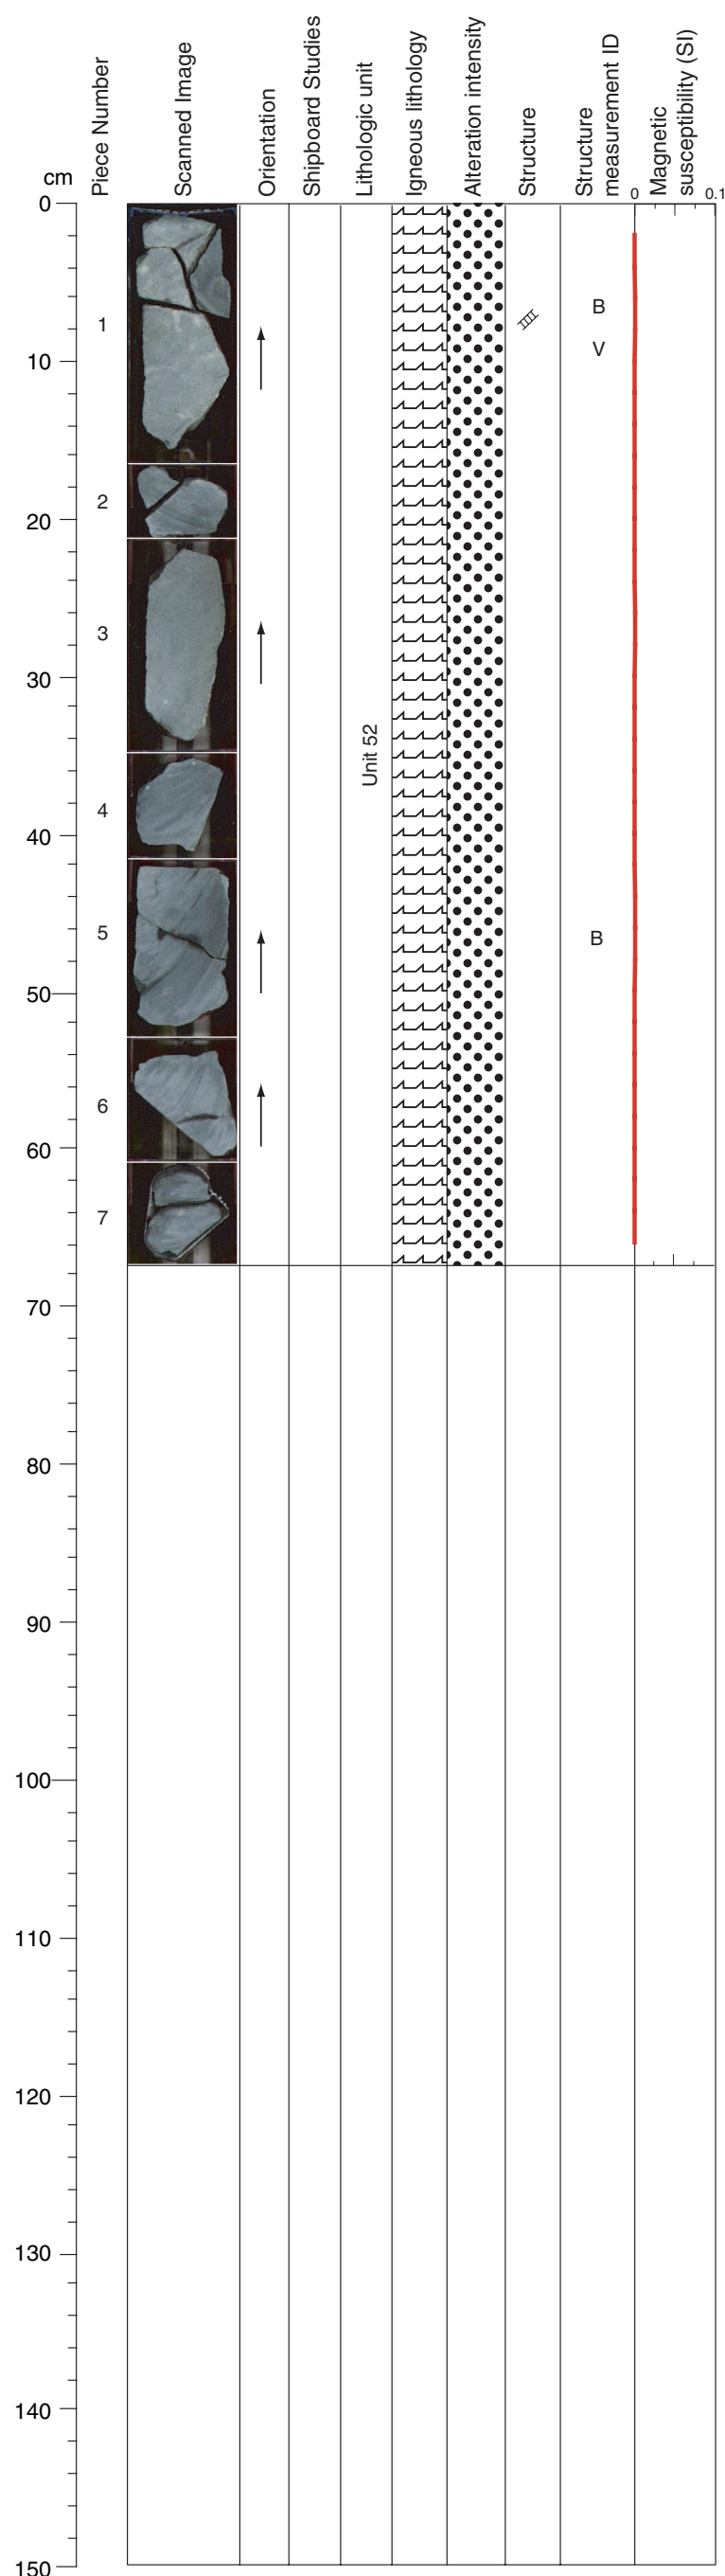 cm
Piece Number
Scanned Image
Orientation
Shipboard Studies
Lithologic unit
Igneous lithology
Alteration intensity
Structure
Structure
measurement ID
Magnetic
susceptibility (SI)
0 0.1
0
B
1
V
10
2
20
3
30
Unit 52
4
40
5 B
50
6
60
7
70
80
90
100
110
120
130
140
150